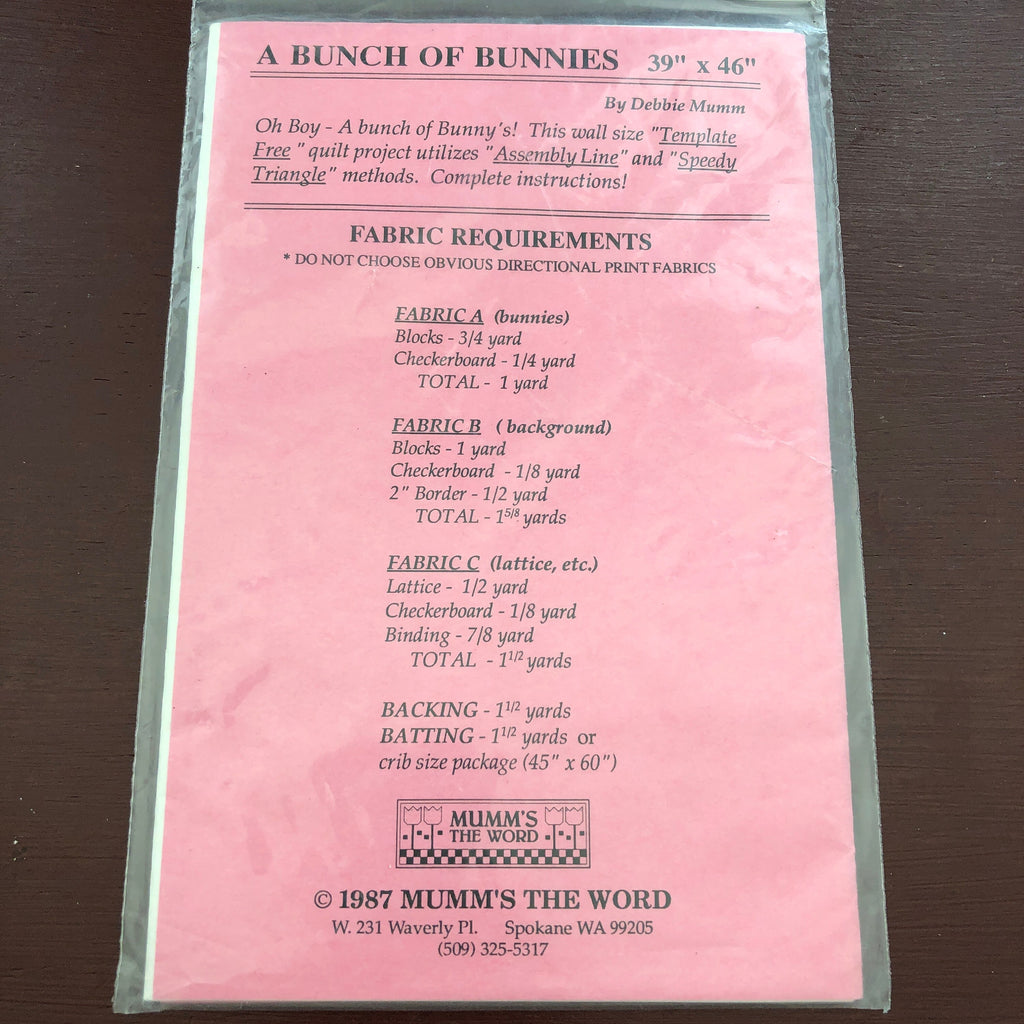 A BUNCH OF BUNNIES 39" x 46"
By Debbie Mumm
Oh Boy - A bunch of Bunny's! This wall size "Template
Free " quilt project utilizes "Assembly Line" and "Speedy
Triangle" methods. Complete instructions!
FABRIC REQUIREMENTS
* DO NOT CHOOSE OBVIOUS DIRECTIONAL PRINT FABRICS
FABRIC A (bunnies)
Blocks - 3/4 yard
Checkerboard - 1/4 yard
TOTAL - 1 yard
FABRIC B ( background)
Blocks - 1 yard
Checkerboard - 1/8 yard
2" Border - 1/2 yard
TOTAL - 1 5/8 yards
FABRIC C (lattice, etc.)
Lattice - 1/2 yard
Checkerboard - 1/8 yard
Binding - 7/8 yard
TOTAL - 1 1/2 yards
BACKING - 1 1/2 yards
BATTING - 1 1/2 yards or
crib size package (45" x 60")
MUMM'S
THE WORD
© 1987 MUMM'S THE WORD
W. 231 Waverly Pl. Spokane WA 99205
(509) 325-5317